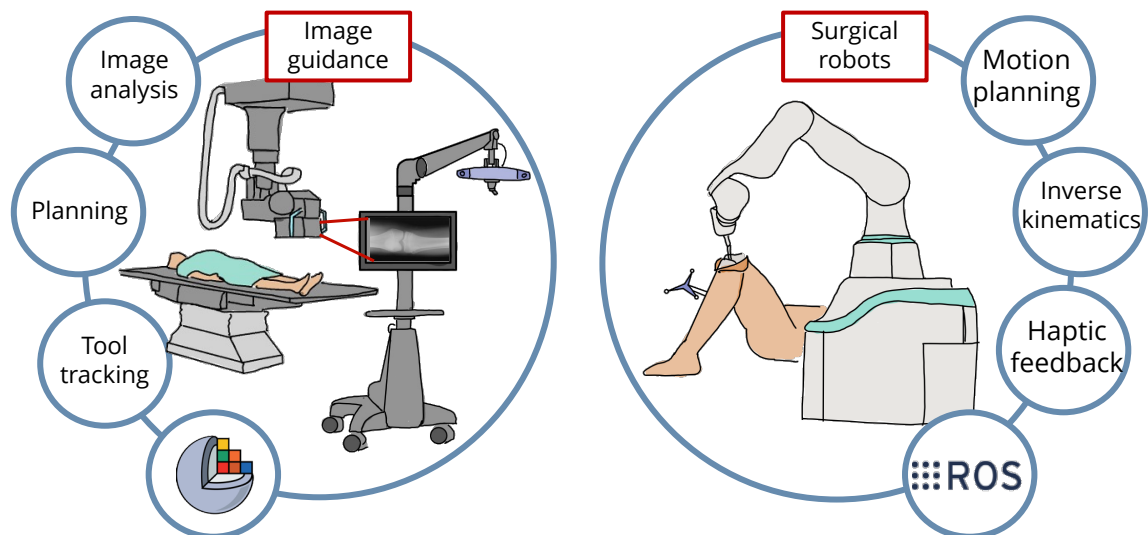 Image
guidance
Image
analysis
Planning
Tool
tracking
Surgical
robots
Motion
planning
Inverse
kinematics
Haptic
feedback
ROS